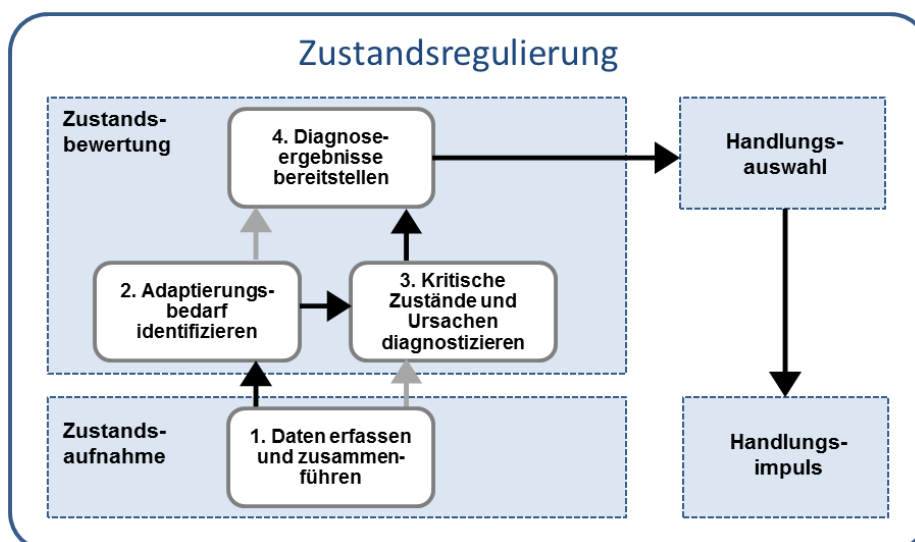 Zustandsregulierung
Zustands-
bewertung
4. Diagnose-
ergebnisse
bereitstellen
Handlungs-
auswahl
2. Adaptierungs-
bedarf
identifizieren
3. Kritische
Zustände und
Ursachen
diagnostizieren
Zustands-
aufnahme
1. Daten erfassen
und zusammen-
führen
Handlungs-
impuls